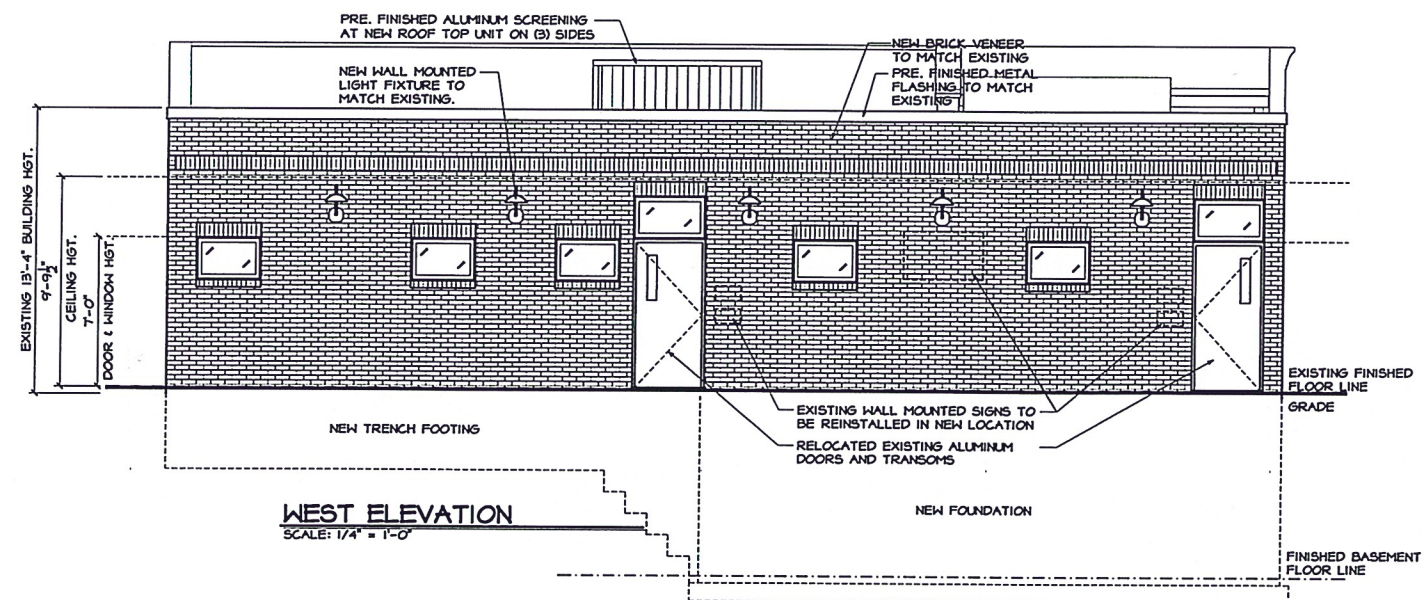 PRE. FINISHED ALUMINUM SCREENING
AT NEW ROOF TOP UNIT ON (3) SIDES
NEW WALL MOUNTED
LIGHT FIXTURE TO
MATCH EXISTING.
NEW BRICK VENEER
TO MATCH EXISTING
PRE. FINISHED METAL
FLASHING TO MATCH
EXISTING
EXISTING 13'-4" BUILDING HGT.
9'-9 1/2"
CEILING HGT.
7'-0"
DOOR & WINDOW HGT.
EXISTING FINISHED
FLOOR LINE
GRADE
EXISTING WALL MOUNTED SIGNS TO
BE REINSTALLED IN NEW LOCATION
NEW TRENCH FOOTING
RELOCATED EXISTING ALUMINUM
DOORS AND TRANSOMS
WEST ELEVATION
SCALE: 1/4" = 1'-0"
NEW FOUNDATION
FINISHED BASEMENT
FLOOR LINE